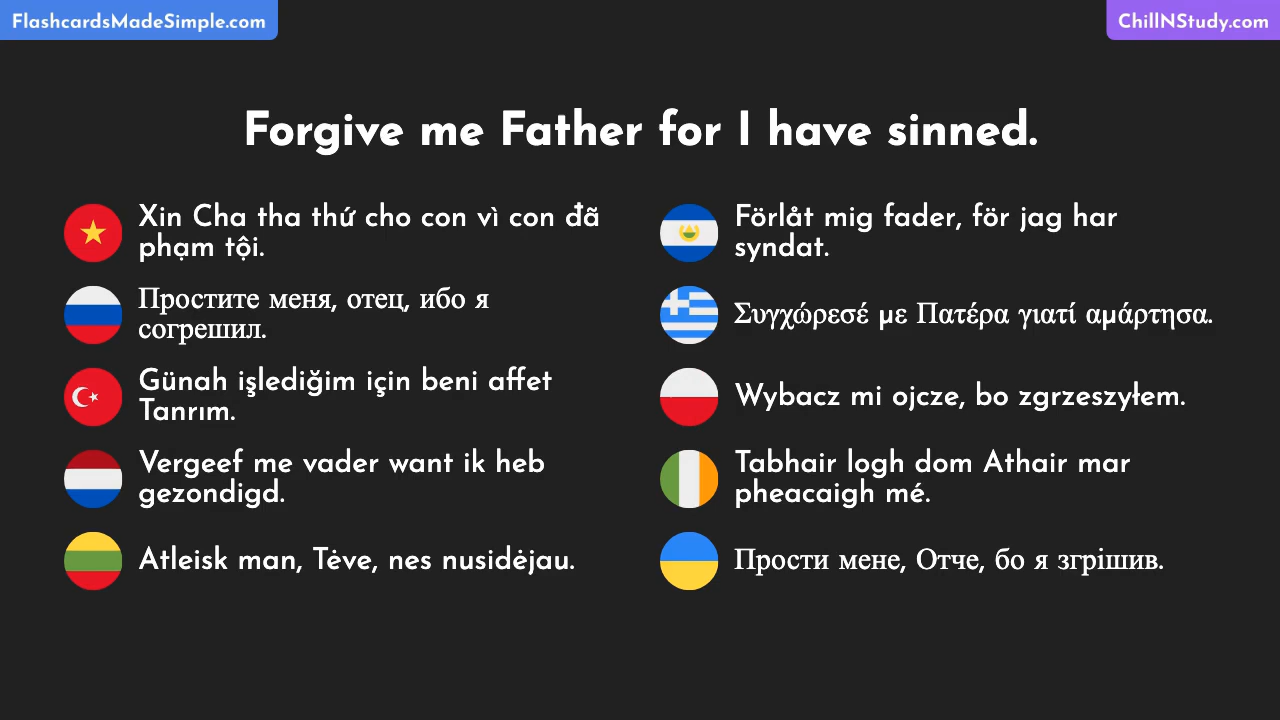 FlashcardsMadeSimple.com
ChillNStudy.com
Forgive me Father for I have sinned.
Xin Cha tha thứ cho con vì con đã
phạm tội.
Простите меня, отец, ибо я
согрешил.
Günah işlediğim için beni affet
Tanrım.
Vergeef me vader want ik heb
gezondigd.
Atleisk man, Tėve, nes nusidėjau.
Förlåt mig fader, för jag har
syndat.
Συγχώρεσέ με Πατέρα γιατί αμάρτησα.
Wybacz mi ojcze, bo zgrzeszyłem.
Tabhair logh dom Athair mar
pheacaigh mé.
Прости мене, Отче, бо я згрішив.